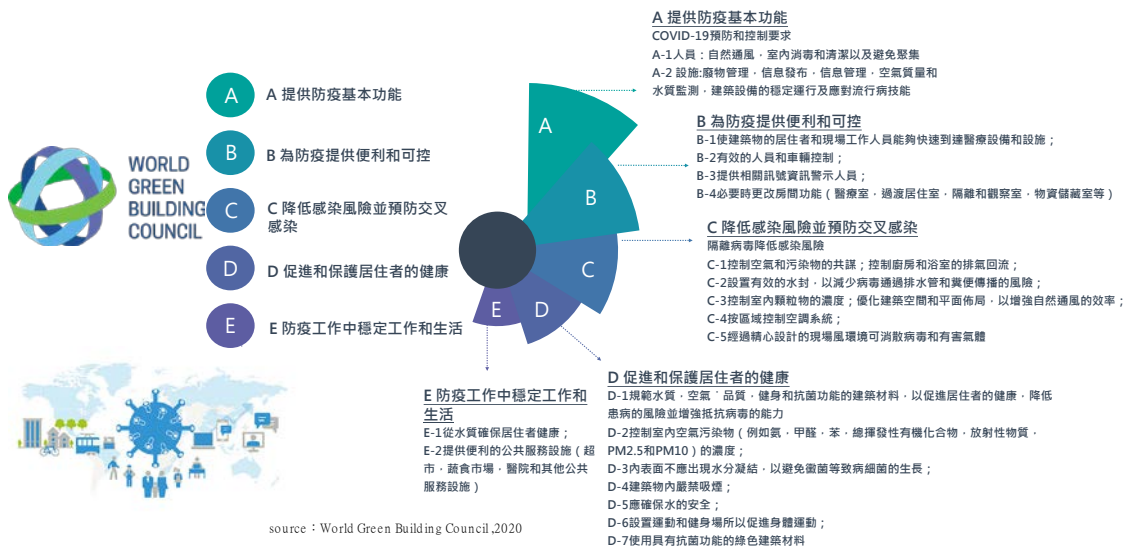 WORLD
GREEN
BUILDING
COUNCIL
A
A 提供防疫基本功能
B
B 為防疫提供便利和可控
C
C 降低感染風險並預防交叉
感染
D
D 促進和保護居住者的健康
E
E 防疫工作中穩定工作和生活
A
B
C
D
E
A 提供防疫基本功能
COVID-19預防和控制要求
A-1人員：自然通風，室內消毒和清潔以及避免聚集
A-2 設施:廢物管理，信息發布，信息管理，空氣質量和
水質監測，建築設備的穩定運行及應對流行病技能
B 為防疫提供便利和可控
B-1使建築物的居住者和現場工作人員能夠快速到達醫療設備和設施；
B-2有效的人員和車輛控制；
B-3提供相關訊號資訊警示人員；
B-4必要時更改房間功能（醫療室，過渡居住室，隔離和觀察室，物資儲藏室等）
C 降低感染風險並預防交叉感染
隔離病毒降低感染風險
C-1控制空氣和污染物的共謀；控制廚房和浴室的排氣回流；
C-2設置有效的水封，以減少病毒通過排水管和糞便傳播的風險；
C-3控制室內顆粒物的濃度；優化建築空間和平面佈局，以增強自然通風的效率；
C-4按區域控制空調系統；
C-5經過精心設計的現場風環境可消散病毒和有害氣體
D 促進和保護居住者的健康
D-1規範水質，空氣˙品質，健身和抗菌功能的建築材料，以促進居住者的健康，降低
患病的風險並增強抵抗病毒的能力
D-2控制室內空氣污染物（例如氨，甲醛，苯，總揮發性有機化合物，放射性物質，
PM2.5和PM10）的濃度；
D-3內表面不應出現水分凝結，以避免黴菌等致病細菌的生長；
D-4建築物內嚴禁吸煙；
D-5應確保水的安全；
D-6設置運動和健身場所以促進身體運動；
D-7使用具有抗菌功能的綠色建築材料
E 防疫工作中穩定工作和
生活
E-1從水質確保居住者健康；
E-2提供便利的公共服務設施（超
市，蔬食市場，醫院和其他公共
服務設施）
source：World Green Building Council,2020